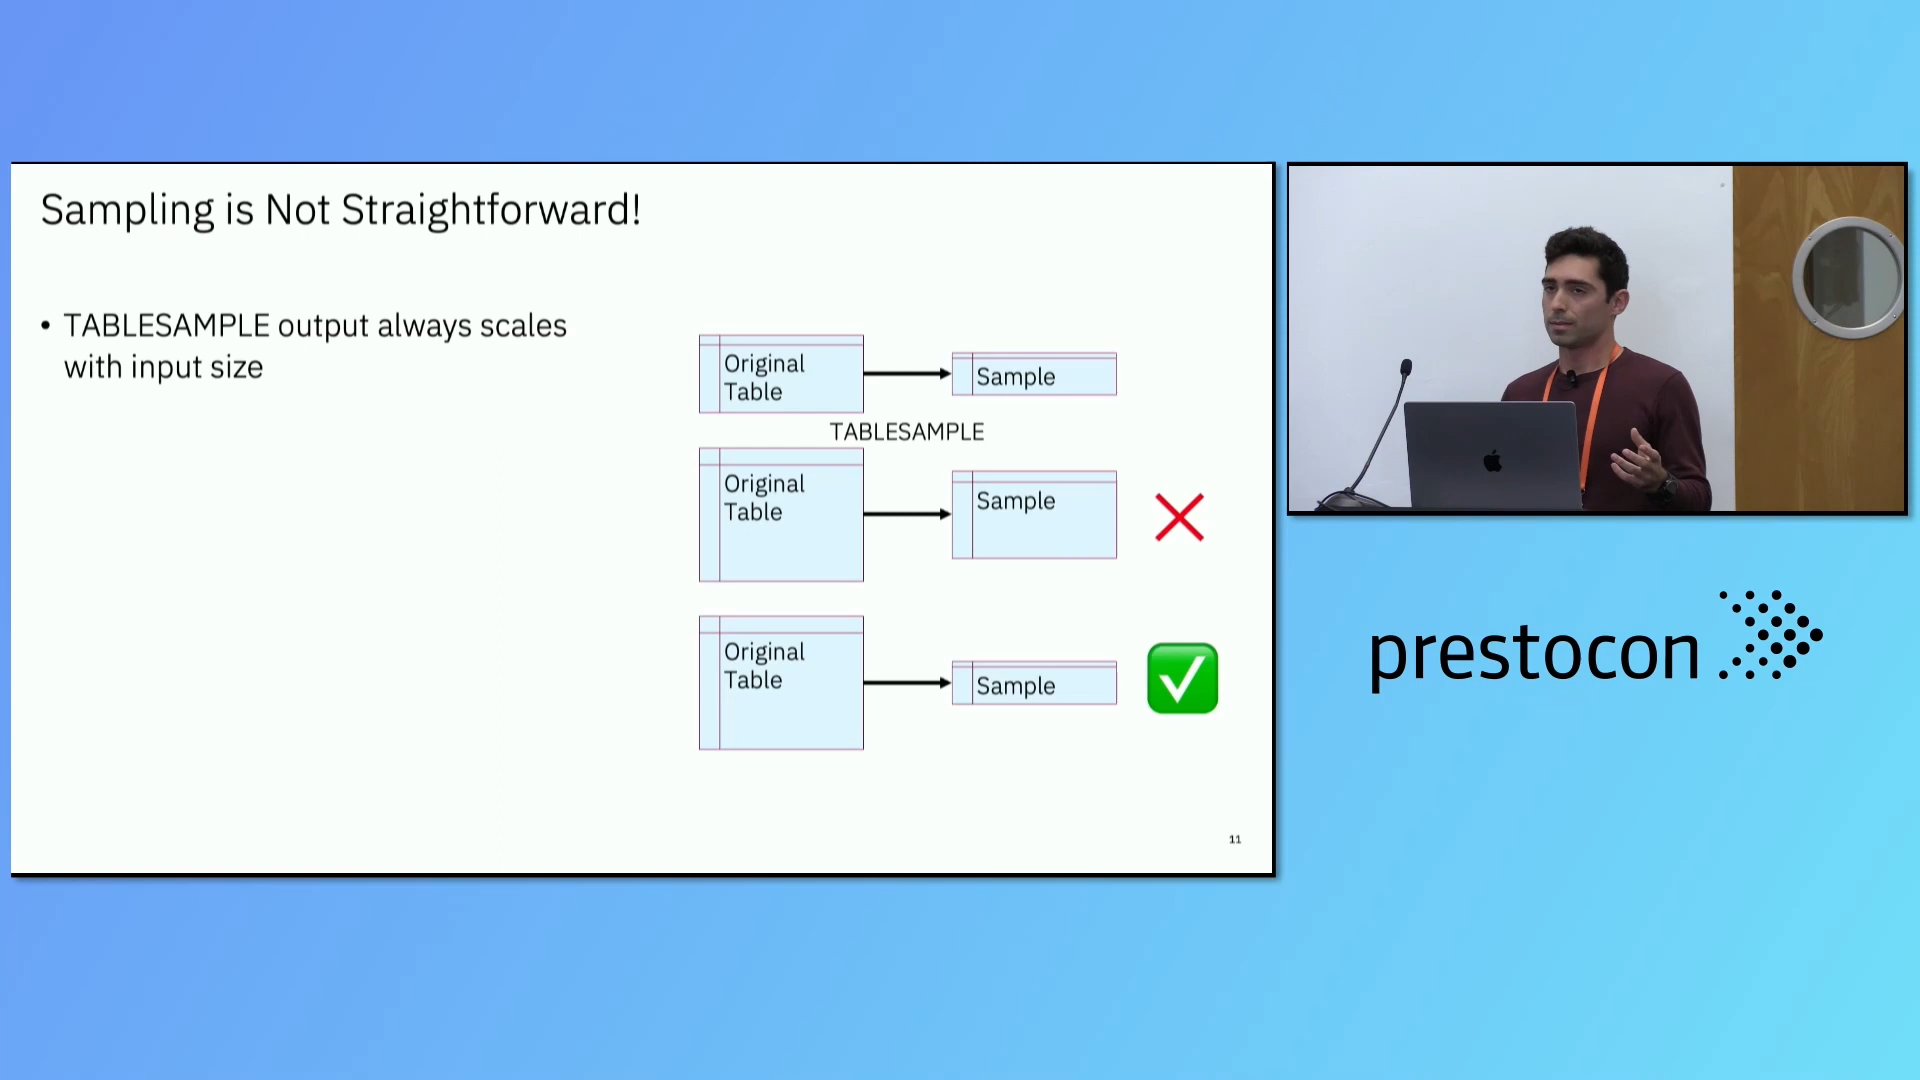 Sampling is Not Straightforward!
• TABLESAMPLE output always scales
with input size
Original
Table
Sample
TABLESAMPLE
Original
Table
Sample
Original
Table
Sample
11
prestocon